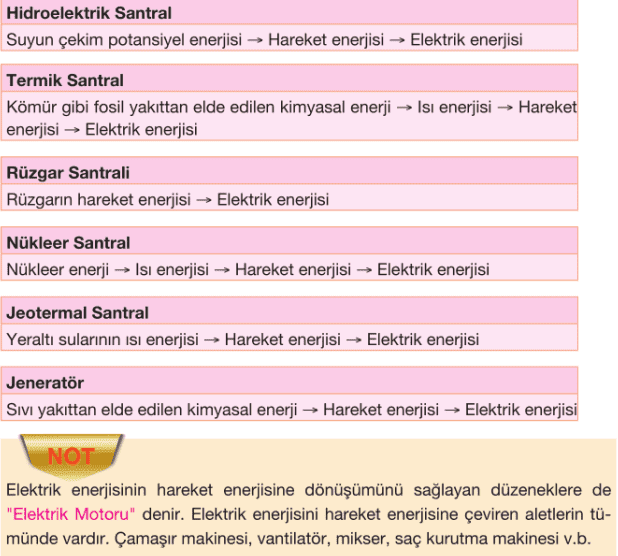 Hidroelektrik Santral
Suyun çekim potansiyel enerjisi → Hareket enerjisi → Elektrik enerjisi
Termik Santral
Kömür gibi fosil yakıttan elde edilen kimyasal enerji → Isı enerjisi → Hareket
enerjisi → Elektrik enerjisi
Rüzgar Santrali
Rüzgarın hareket enerjisi → Elektrik enerjisi
Nükleer Santral
Nükleer enerji → Isı enerjisi → Hareket enerjisi → Elektrik enerjisi
Jeotermal Santral
Yeraltı sularının ısı enerjisi → Hareket enerjisi → Elektrik enerjisi
Jeneratör
Sıvı yakıttan elde edilen kimyasal enerji → Hareket enerjisi → Elektrik enerjisi
NOT
Elektrik enerjisinin hareket enerjisine dönüşümünü sağlayan düzeneklere de
"Elektrik Motoru" denir. Elektrik enerjisini hareket enerjisine çeviren aletlerin tü-
münde vardır. Çamaşır makinesi, vantilatör, mikser, saç kurutma makinesi v.b.